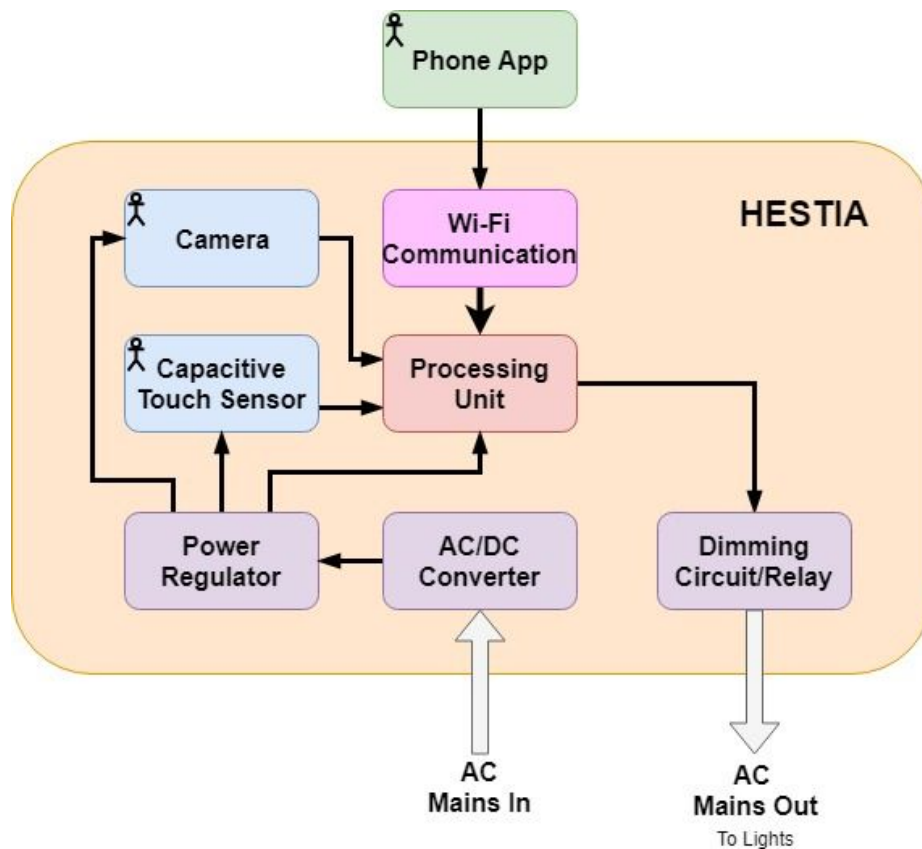 Phone App
HESTIA
Wi-Fi
Communication
Camera
Capacitive
Touch Sensor
Processing
Unit
Power
Regulator
AC/DC
Converter
Dimming
Circuit/Relay
AC
Mains In
AC
Mains Out
To Lights